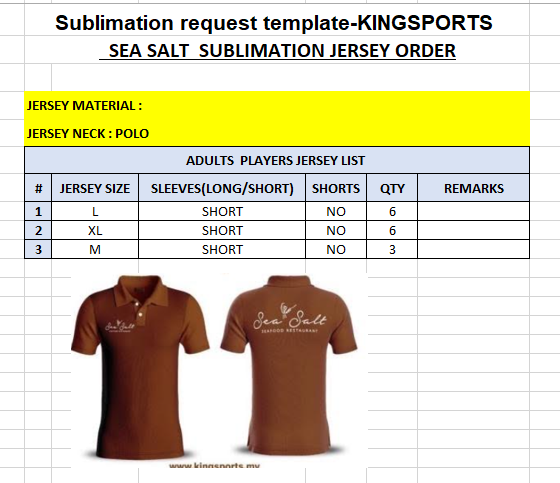 Sublimation request template-KINGSPORTS
SEA SALT SUBLIMATION JERSEY ORDER
JERSEY MATERIAL :
JERSEY NECK : POLO
ADULTS PLAYERS JERSEY LIST
# JERSEY SIZE SLEEVES(LONG/SHORT) SHORTS QTY REMARKS
1 L SHORT NO 6
2 XL SHORT NO 6
3 M SHORT NO 3
Sea Salt
Sea Salt
SEAFOOD RESTAURANT
www.kingsports.my